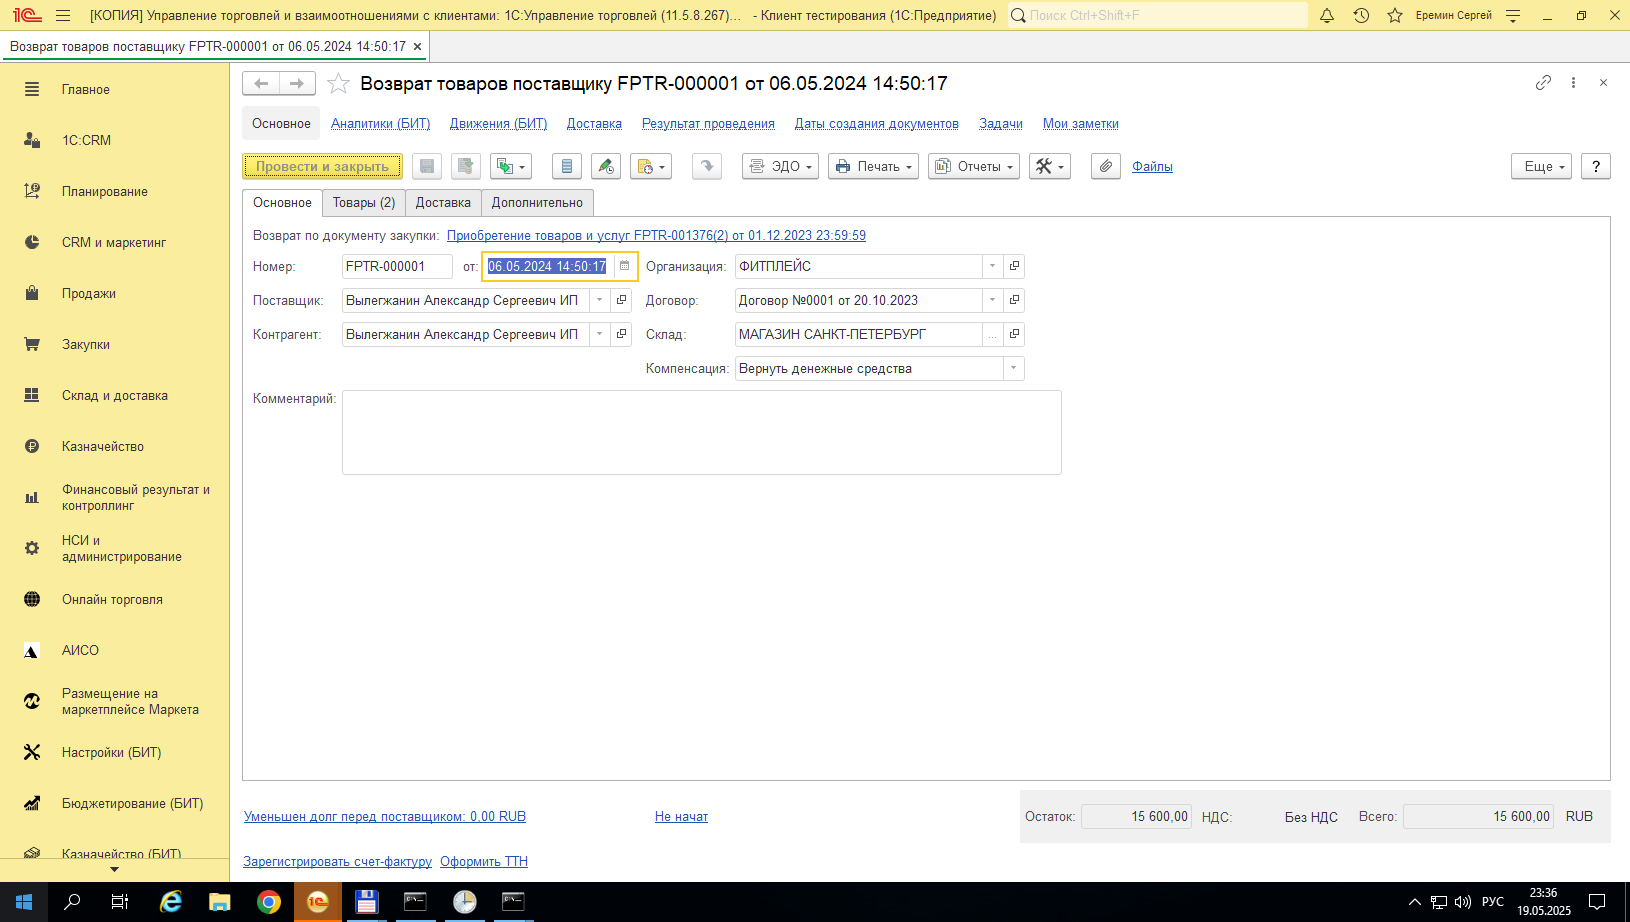 [КОПИЯ] Управление торговлей и взаимоотношениями с клиентами: 1С:Управление торговлей (11.5.8.267)... - Клиент тестирования (1С:Предприятие)
Поиск Ctrl+Shift+F
Еремин Сергей
Возврат товаров поставщику FPTR-000001 от 06.05.2024 14:50:17
Главное
1С:CRM
Планирование
CRM и маркетинг
Продажи
Закупки
Склад и доставка
Казначейство
Финансовый результат и
контроллинг
НСИ и
администрирование
Онлайн торговля
АИСО
Размещение на
маркетплейсе Маркета
Настройки (БИТ)
Бюджетирование (БИТ)
Казначейство (БИТ)
Возврат товаров поставщику FPTR-000001 от 06.05.2024 14:50:17
Основное Аналитики (БИТ) Движения (БИТ) Доставка Результат проведения Даты создания документов Задачи Мои заметки
Провести и закрыть ЭДО Печать Отчеты Файлы Еще ?
Основное Товары (2) Доставка Дополнительно
Возврат по документу закупки: Приобретение товаров и услуг FPTR-001376(2) от 01.12.2023 23:59:59
Номер: FPTR-000001 от: 06.05.2024 14:50:17 Организация: ФИТПЛЕЙС
Поставщик: Вылегжанин Александр Сергеевич ИП Договор: Договор №0001 от 20.10.2023
Контрагент: Вылегжанин Александр Сергеевич ИП Склад: МАГАЗИН САНКТ-ПЕТЕРБУРГ ...
Компенсация: Вернуть денежные средства
Комментарий:
Уменьшен долг перед поставщиком: 0,00 RUB Не начат Остаток: 15 600,00 НДС: Без НДС Всего: 15 600,00 RUB
Зарегистрировать счет-фактуру Оформить ТТН
РУС
23:36
19.05.2025